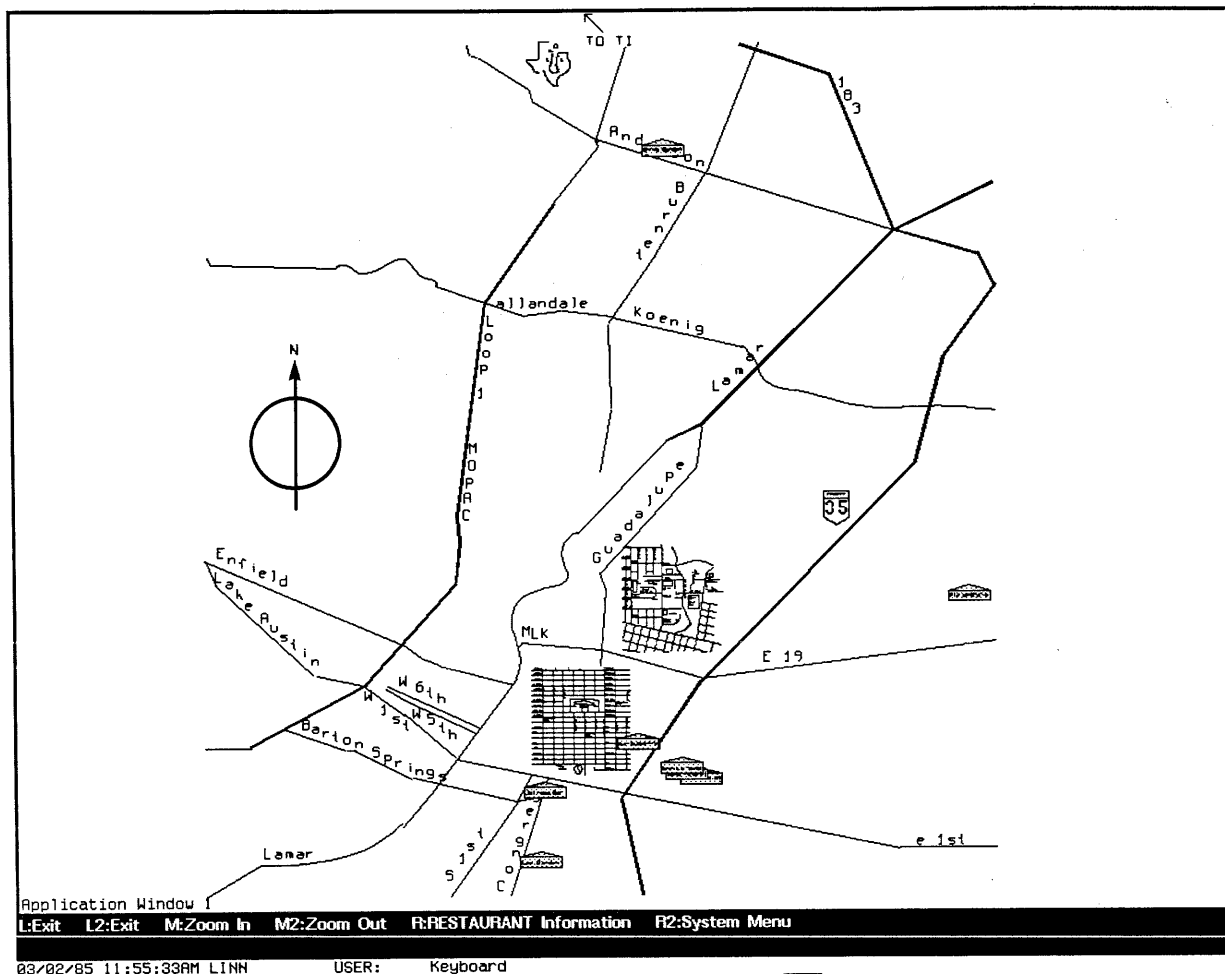 TO TI
183
Burnet
allandale
Koenig
Lamar
Loop 1
MOPAC
N
Guadalupe
35
Enfield
Lake Austin
MLK
E 19
W 6th
W 5th
W 1st
Barton Springs
S 1st
Lamar
e 1st
Application Window 1
L:Exit L2:Exit M:Zoom In M2:Zoom Out R:RESTAURANT Information R2:System Menu
03/02/85 11:55:33AM LINN USER: Keyboard